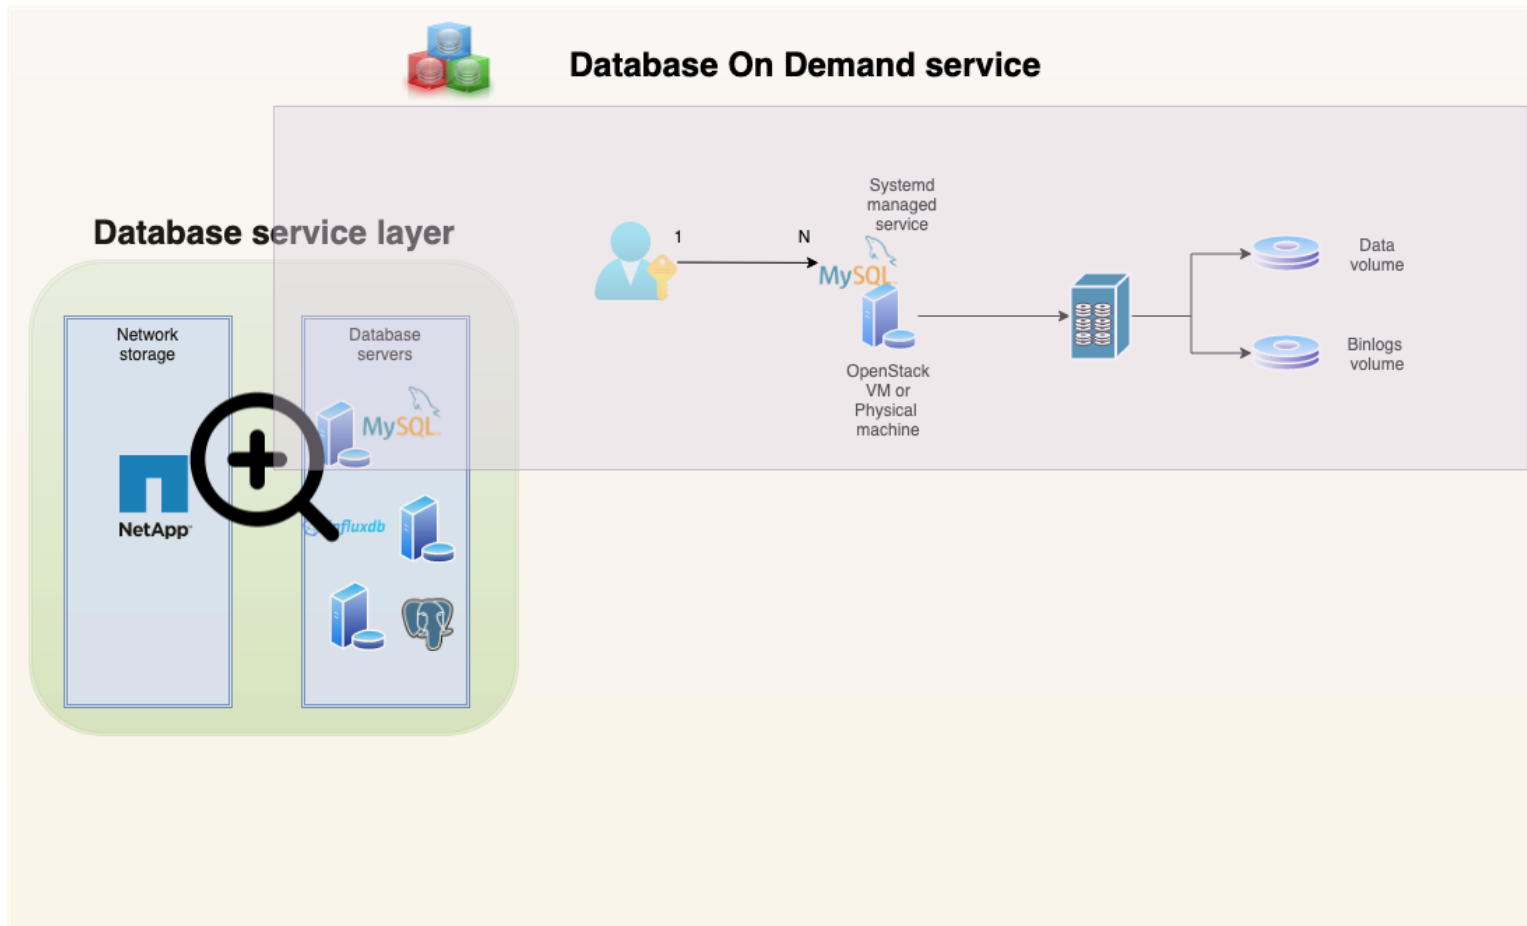 Database On Demand service
Database service layer
Systemd
managed
service
1
N
MySQL
Data
volume
Binlogs
volume
OpenStack
VM or
Physical
machine
Network
storage
Database
servers
MySQL
NetApp
fluxdb